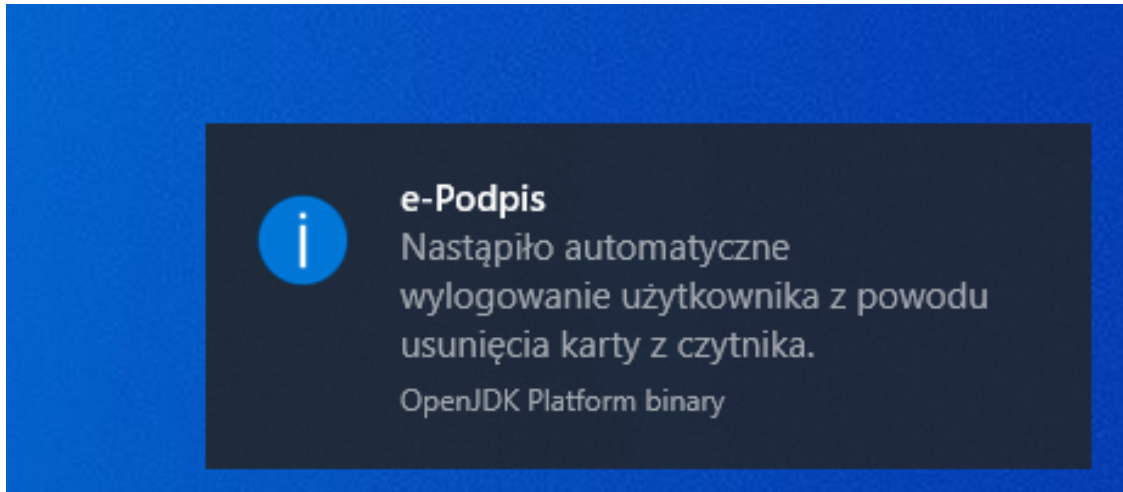 e-Podpis
Nastąpiło automatyczne
wylogowanie użytkownika z powodu
usunięcia karty z czytnika.
OpenJDK Platform binary